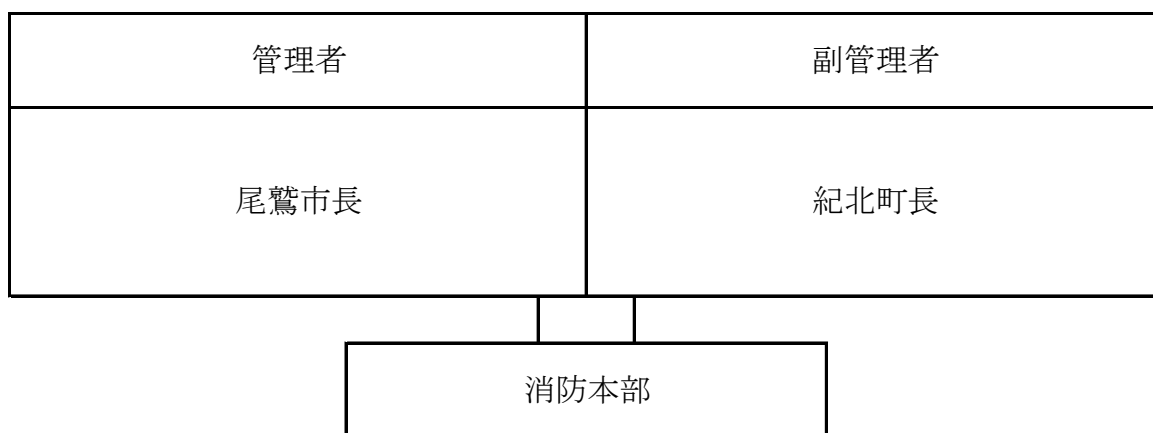 管理者
副管理者
尾鷲市長
紀北町長
消防本部